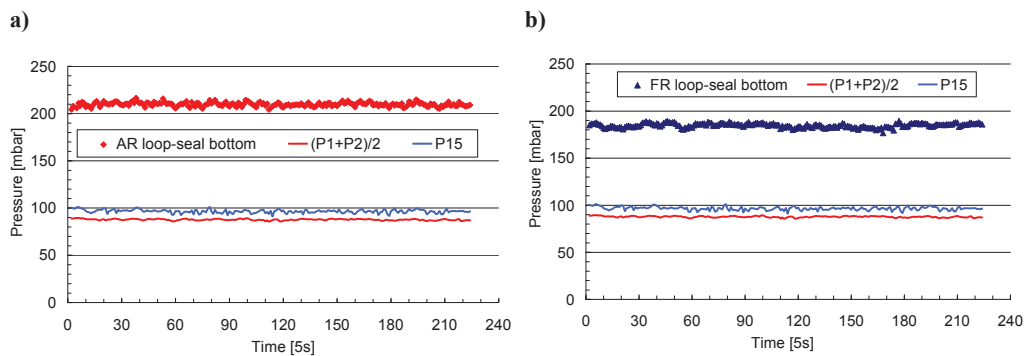 a)
250
200
150
100
50
0
Pressure [mbar]
AR loop-seal bottom (P1+P2)/2 P15
0 30 60 90 120 150 180 210 240
Time [5s]
b)
250
200
150
100
50
0
Pressure [mbar]
FR loop-seal bottom (P1+P2)/2 P15
0 30 60 90 120 150 180 210 240
Time [5s]